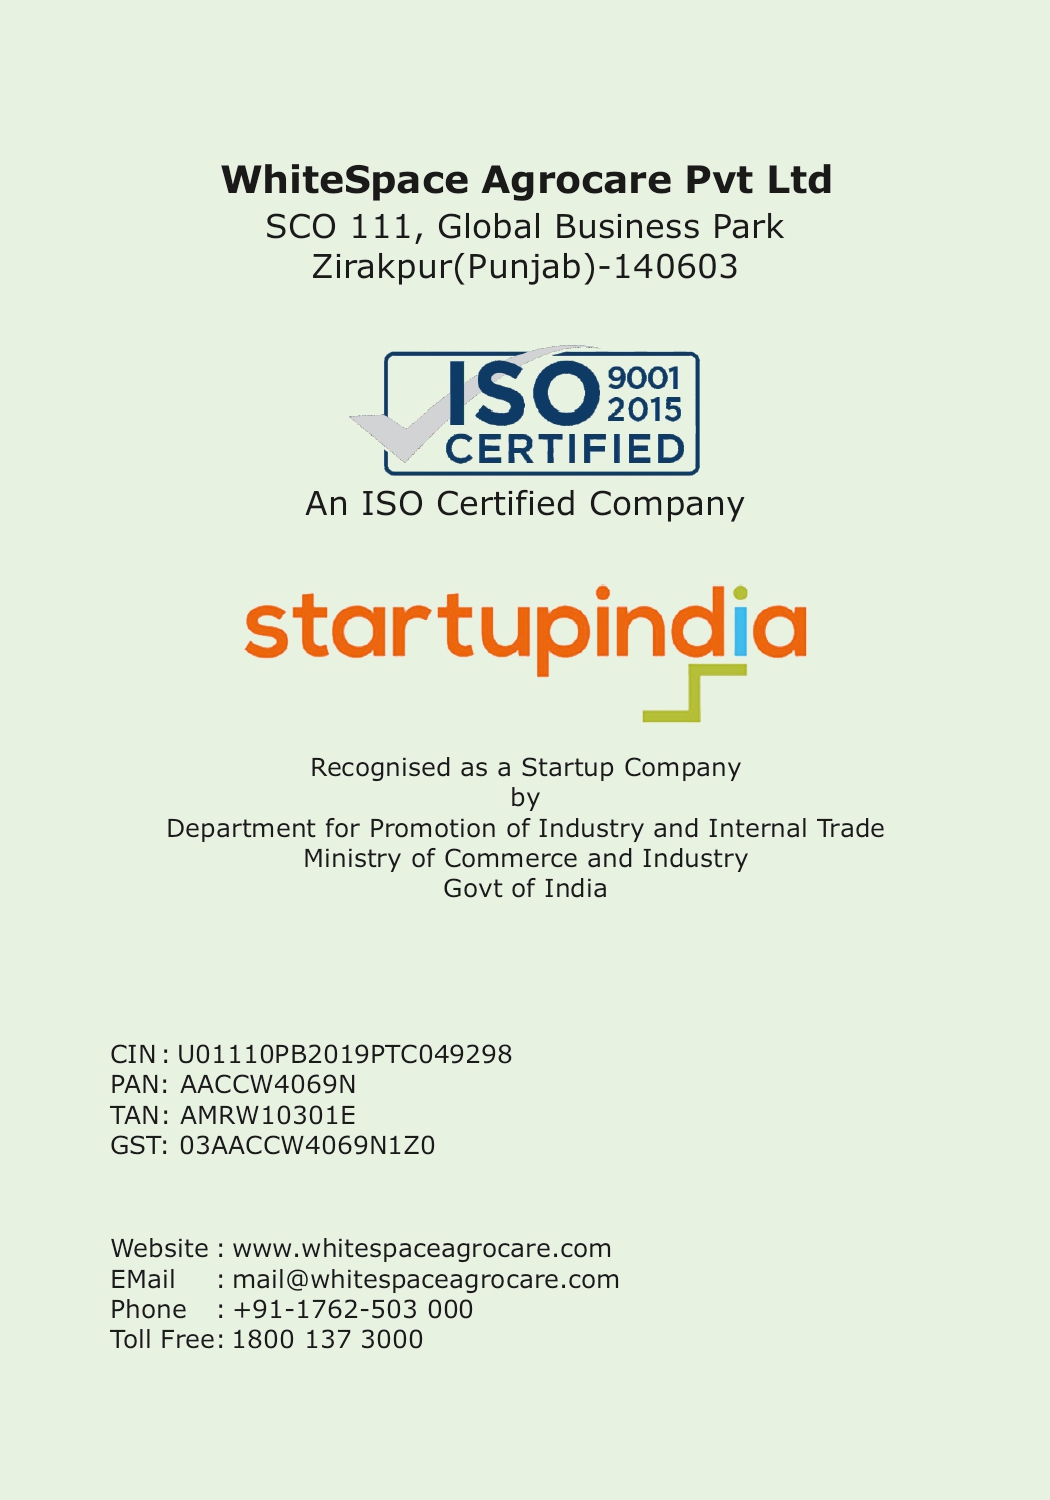 WhiteSpace Agrocare Pvt Ltd
SCO 111, Global Business Park
Zirakpur(Punjab)-140603
ISO 9001
2015
CERTIFIED
An ISO Certified Company
startupindia
Recognised as a Startup Company
by
Department for Promotion of Industry and Internal Trade
Ministry of Commerce and Industry
Govt of India
CIN : U01110PB2019PTC049298
PAN: AACCW4069N
TAN: AMRW10301E
GST: 03AACCW4069N1Z0
Website : www.whitespaceagrocare.com
EMail : mail@whitespaceagrocare.com
Phone : +91-1762-503 000
Toll Free: 1800 137 3000